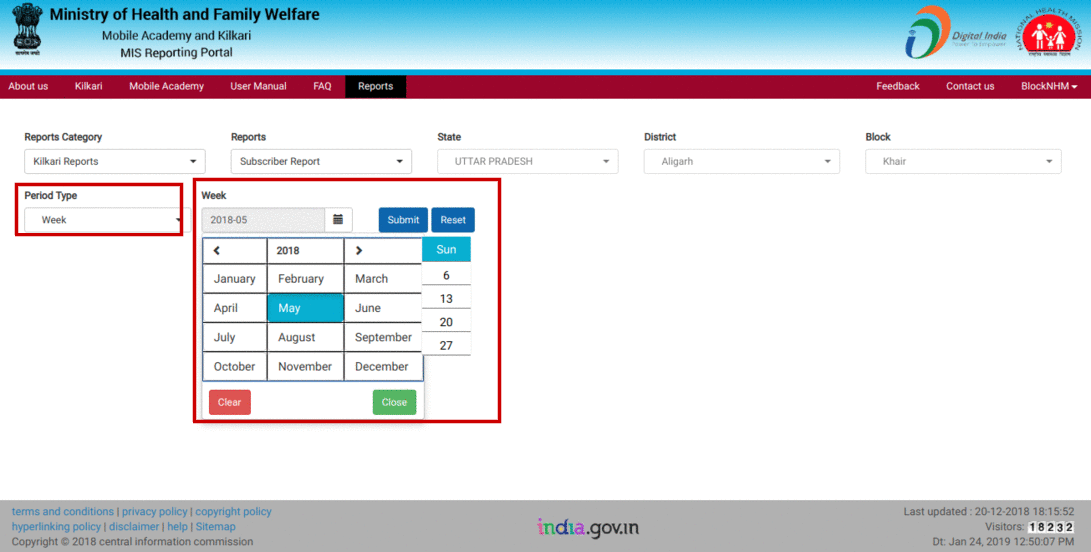 Ministry of Health and Family Welfare
Mobile Academy and Kilkari
MIS Reporting Portal
सत्यमेव जयते
Digital India
Power To Empower
NATIONAL HEALTH MISSION
About us Kilkari Mobile Academy User Manual FAQ Reports Feedback Contact us BlockNHM
Reports Category Reports State District Block
Kilkari Reports Subscriber Report UTTAR PRADESH Aligarh Khair
Period Type Week
Week 2018-05 Submit Reset
2018 Sun
January February March 6
April May June 13
July August September 20
October November December 27
Clear Close
terms and conditions | privacy policy | copyright policy
hyperlinking policy | disclaimer | help | Sitemap
Copyright © 2018 central information commission
india.gov.in
Last updated : 20-12-2018 18:15:52
Visitors: 18232
Dt: Jan 24, 2019 12:50:07 PM